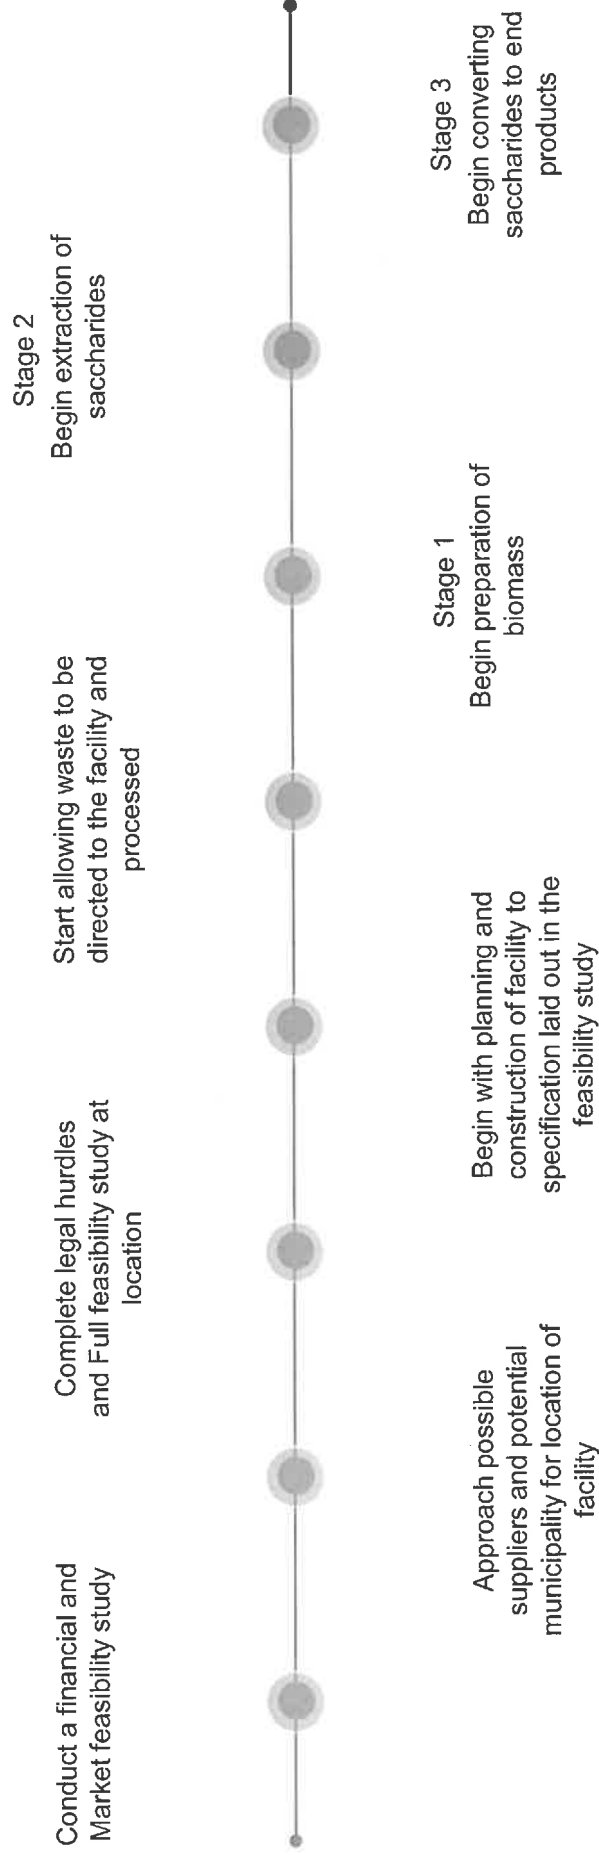 Conduct a financial and
Market feasibility study
Approach possible
suppliers and potential
municipality for location of
facility
Complete legal hurdles
and Full feasibility study at
location
Begin with planning and
construction of facility to
specification laid out in the
feasibility study
Start allowing waste to be
directed to the facility and
processed
Stage 1
Begin preparation of
biomass
Stage 2
Begin extraction of
saccharides
Stage 3
Begin converting
saccharides to end
products